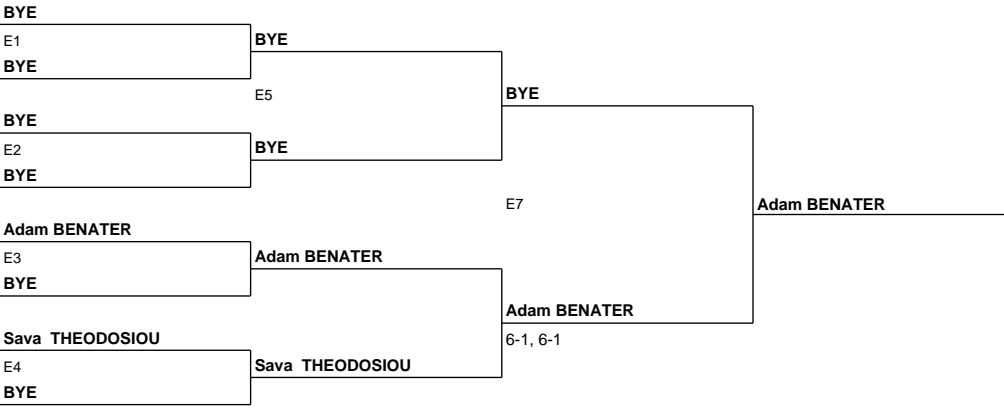 BYE
E1
BYE
BYE
E5
BYE
BYE
E2
BYE
BYE
E7
Adam BENATER
Adam BENATER
E3
Adam BENATER
BYE
Adam BENATER
6-1, 6-1
Sava THEODOSIOU
E4
Sava THEODOSIOU
BYE